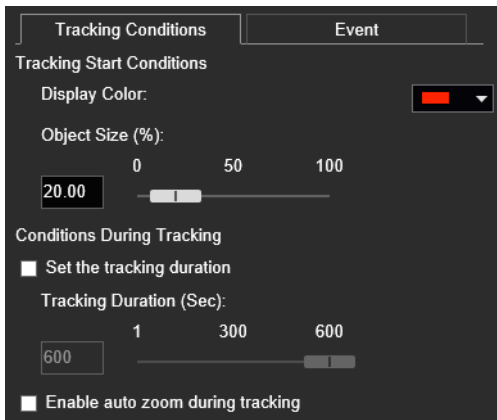 Tracking Conditions Event
Tracking Start Conditions
Display Color:
Object Size (%):
0 50 100
20.00
Conditions During Tracking
Set the tracking duration
Tracking Duration (Sec):
1 300 600
600
Enable auto zoom during tracking